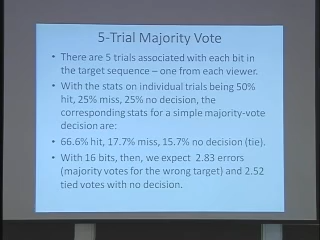 5-Trial Majority Vote
• There are 5 trials associated with each bit in
the target sequence – one from each viewer.
• With the stats on individual trials being 50%
hit, 25% miss, 25% no decision, the
corresponding stats for a simple majority-vote
decision are:
• 66.6% hit, 17.7% miss, 15.7% no decision (tie).
• With 16 bits, then, we expect 2.83 errors
(majority votes for the wrong target) and 2.52
tied votes with no decision.